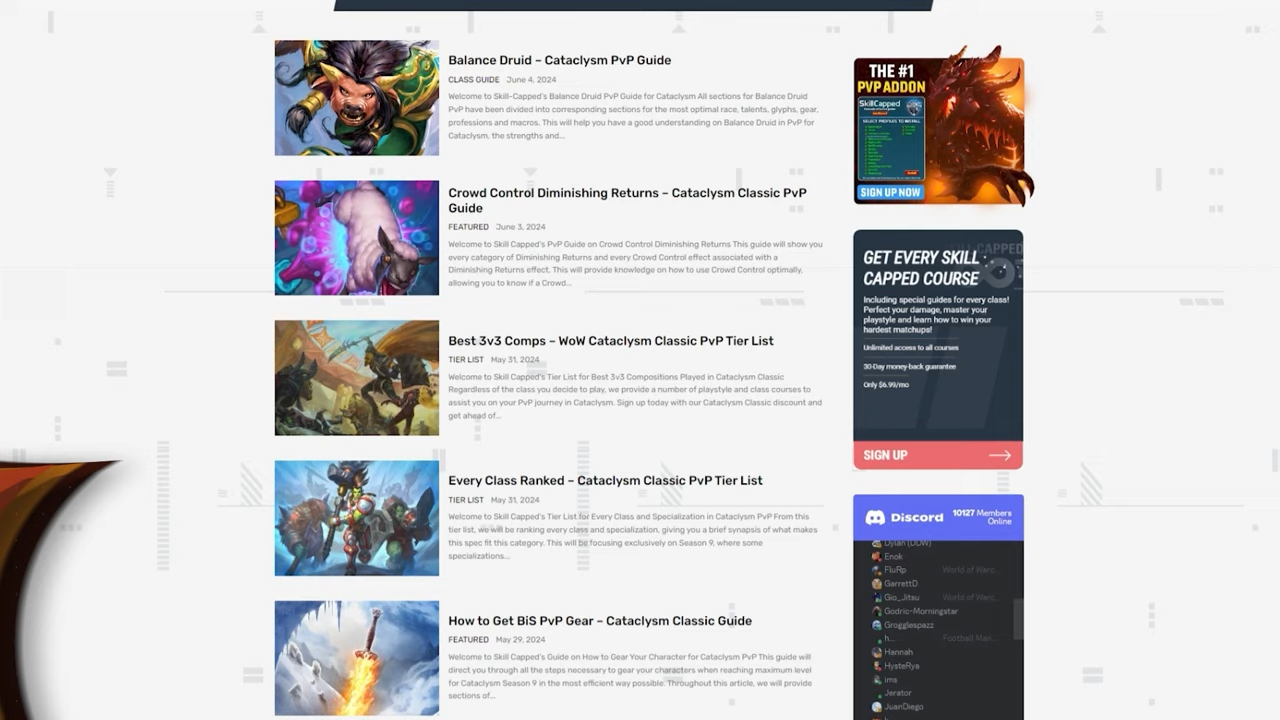 Balance Druid – Cataclysm PvP Guide
CLASS GUIDE June 4, 2024
Welcome to Skill-Capped's Balance Druid PvP Guide for Cataclysm All sections for Balance Druid
PvP have been divided into corresponding sections for the most optimal race, talents, glyphs, gear,
professions and macros. This will help you have a good understanding on Balance Druid in PvP for
Cataclysm, the strengths and...
Crowd Control Diminishing Returns – Cataclysm Classic PvP
Guide
FEATURED June 3, 2024
Welcome to Skill Capped's PvP Guide on Crowd Control Diminishing Returns This guide will show you
every category of Diminishing Returns and every Crowd Control effect associated with a
Diminishing Returns effect. This will provide knowledge on how to use Crowd Control optimally,
allowing you to know if a Crowd...
Best 3v3 Comps – WoW Cataclysm Classic PvP Tier List
TIER LIST May 31, 2024
Welcome to Skill Capped's Tier List for Best 3v3 Compositions Played in Cataclysm Classic
Regardless of the class you decide to play, we provide a number of playstyle and class courses to
assist you on your PvP journey in Cataclysm. Sign up today with our Cataclysm Classic discount and
get ahead of...
Every Class Ranked – Cataclysm Classic PvP Tier List
TIER LIST May 31, 2024
Welcome to Skill Capped's Tier List for Every Class and Specialization in Cataclysm PvP From this
tier list, we will be ranking every class and specialization, giving you a brief synopsis of what makes
this spec fit this category. This will be focusing exclusively on Season 9, where some
specializations...
How to Get BiS PvP Gear – Cataclysm Classic Guide
FEATURED May 29, 2024
Welcome to Skill Capped's Guide on How to Gear Your Character for Cataclysm PvP This guide will
direct you through all the steps necessary to gear your characters when reaching maximum level
for Cataclysm Season 9 in the most efficient way possible. Throughout this article, we will provide
sections of...
THE #1
PVP ADDON
SkillCapped
SELECT PROFILES TO INSTALL
SIGN UP NOW
GET EVERY SKILL
CAPPED COURSE
Including special guides for every class!
Perfect your damage, master your
playstyle and learn how to win your
hardest matchups!
Unlimited access to all courses
30-Day money-back guarantee
Only $6.99/mo
SIGN UP
Discord 10127 Members
Online
Dylan (UDW)
Enok
FluRp World of Warc...
GarrettD
Gio_Jitsu World of Warc...
Godric-Morningstar
Grogglespazz
h... Football Man...
Hannah
HysteRya
ims
Jerator
JuanDiego